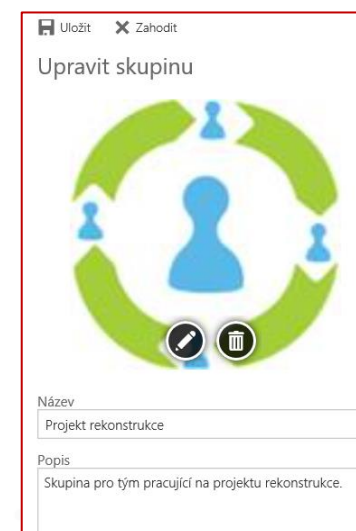 Uložit Zahodit
Upravit skupinu
Název
Projekt rekonstrukce
Popis
Skupina pro tým pracující na projektu rekonstrukce.